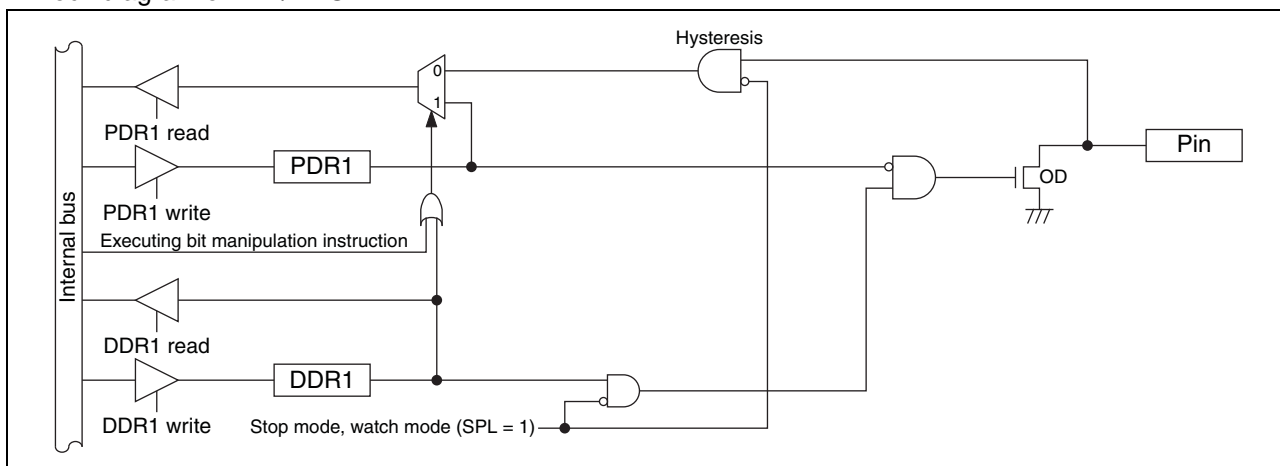 Hysteresis
0
1
PDR1 read
PDR1
Pin
OD
PDR1 write
Executing bit manipulation instruction
Internal bus
DDR1 read
DDR1
DDR1 write
Stop mode, watch mode (SPL = 1)